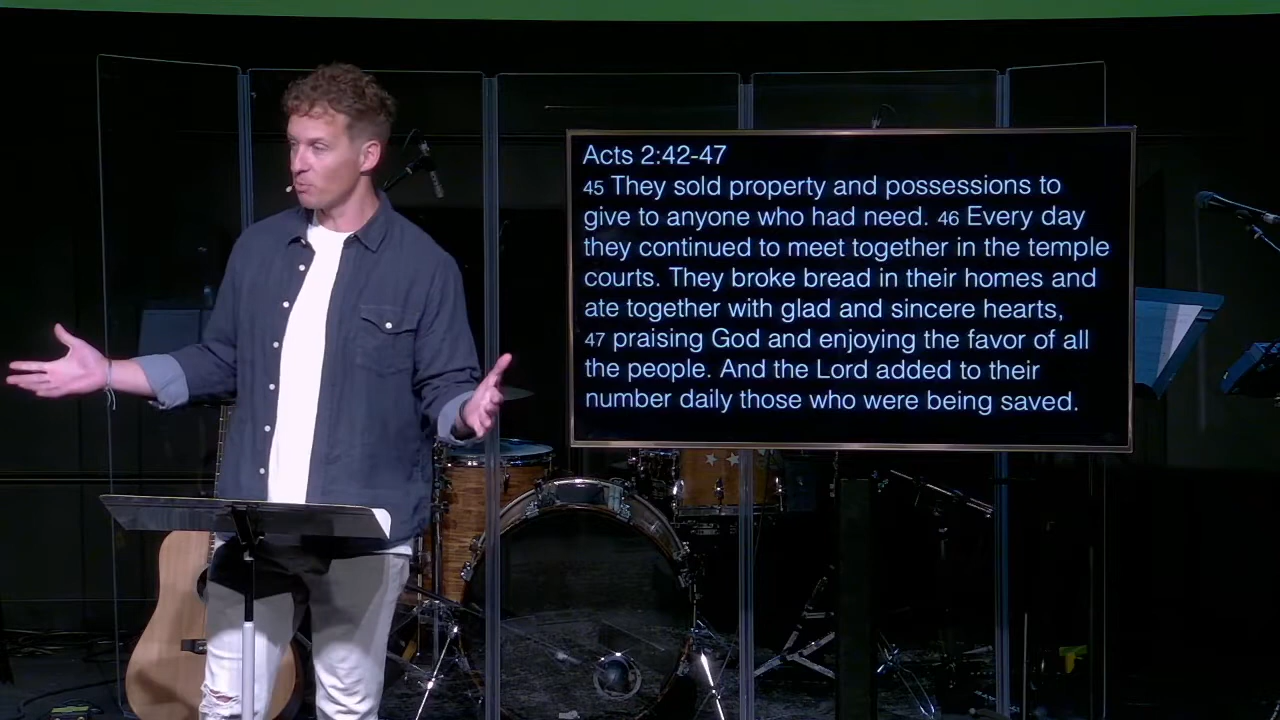 Acts 2:42-47
45 They sold property and possessions to
give to anyone who had need. 46 Every day
they continued to meet together in the temple
courts. They broke bread in their homes and
ate together with glad and sincere hearts,
47 praising God and enjoying the favor of all
the people. And the Lord added to their
number daily those who were being saved.